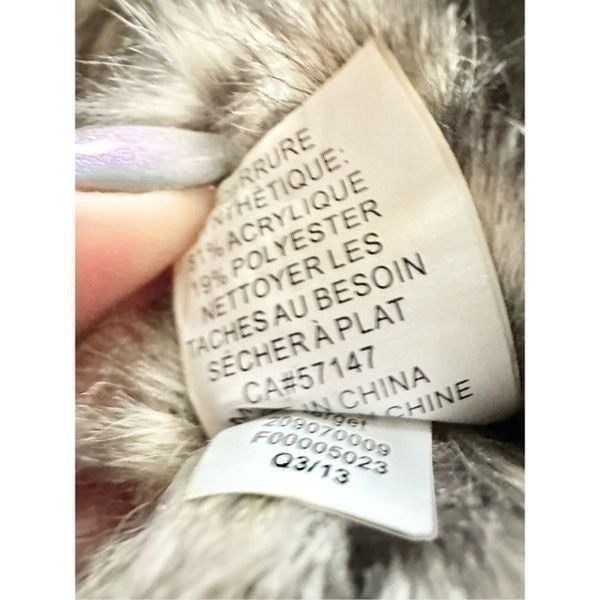 SYNTHÉTIQUE:
81% ACRYLIQUE
19% POLYESTER
NETTOYER LES
TACHES AU BESOIN
SÉCHER À PLAT
CA#57147
IN CHINA
CHINE
209070009
F00005023
Q3/13